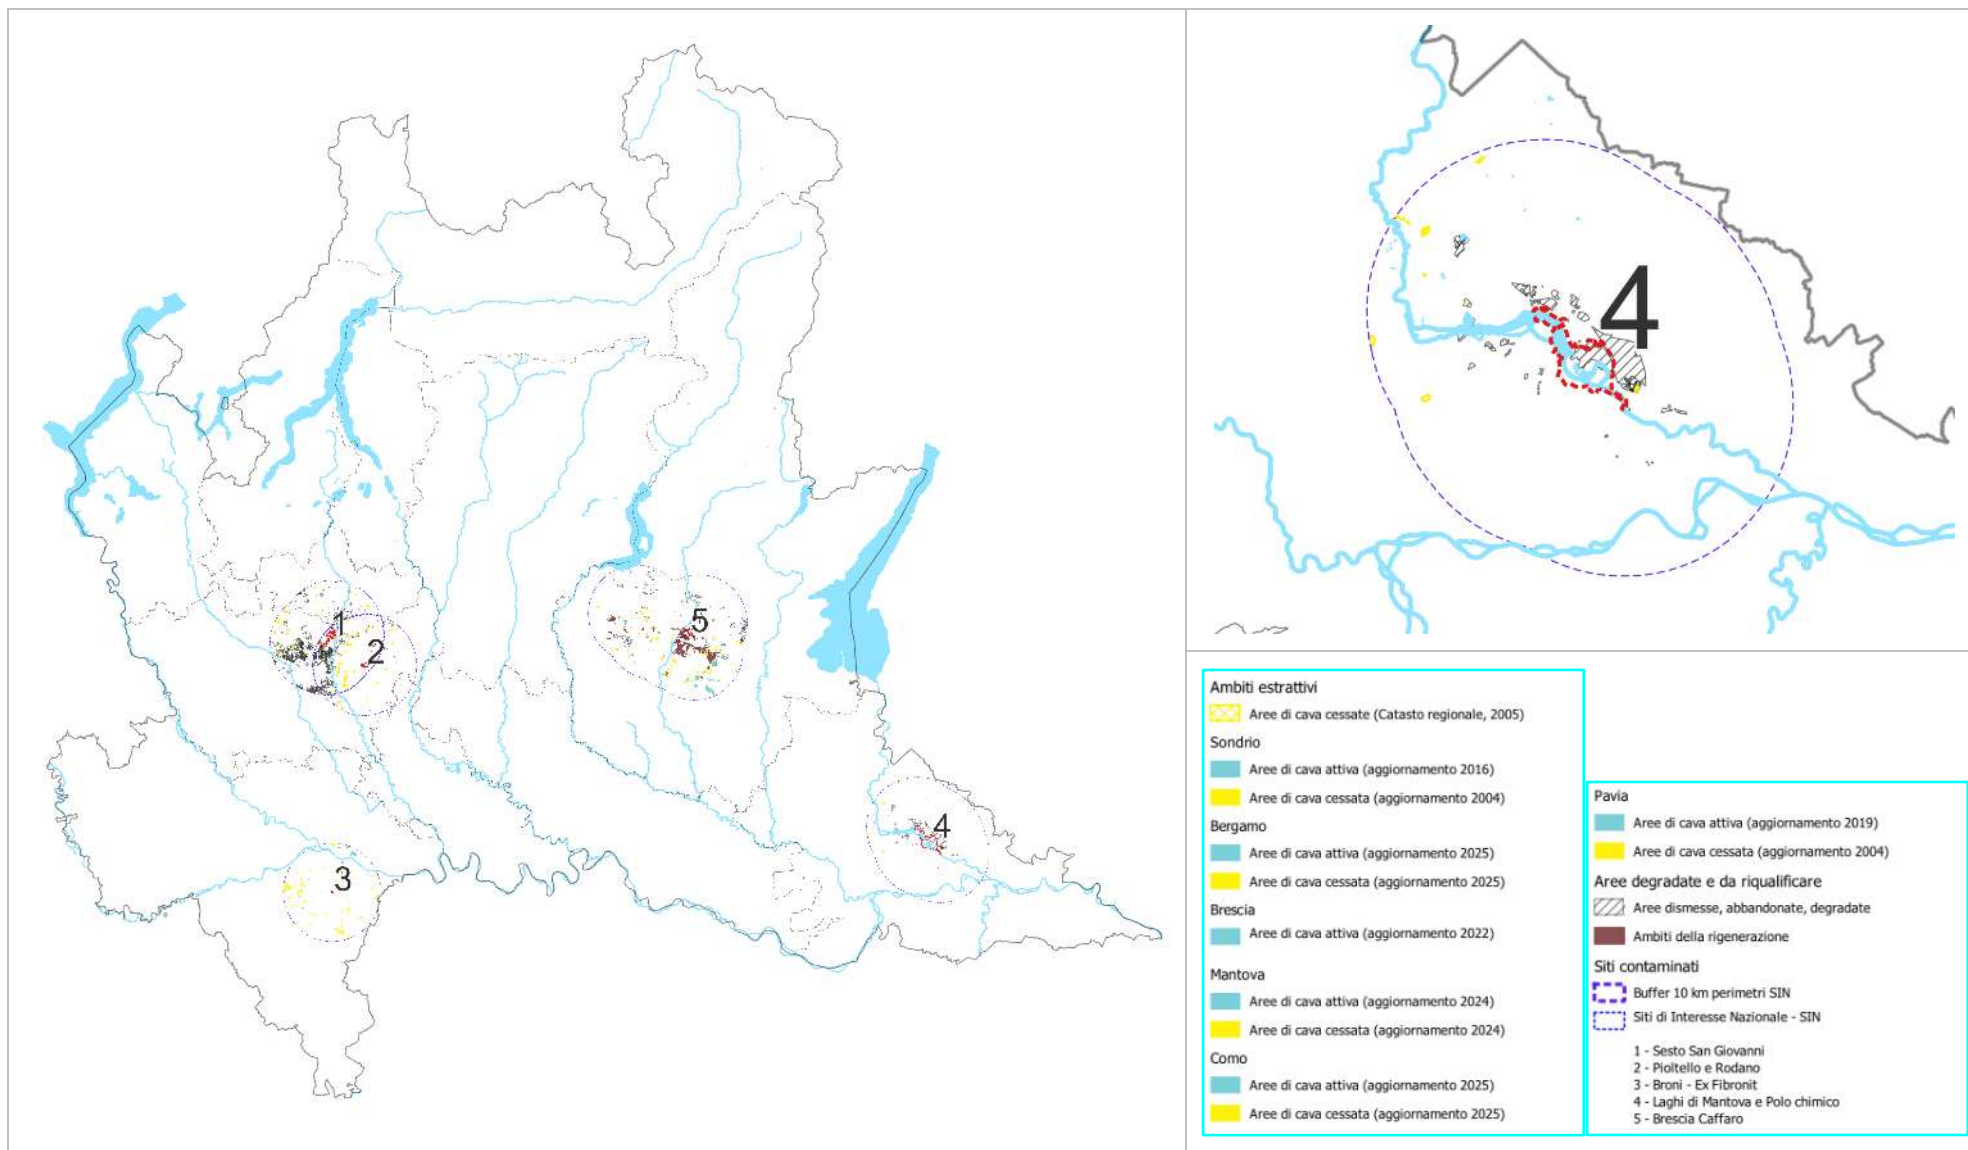 1
2
5
4
3
4
Ambiti estrattivi
Aree di cava cessate (Catasto regionale, 2005)
Sondrio
Aree di cava attiva (aggiornamento 2016)
Aree di cava cessata (aggiornamento 2004)
Bergamo
Aree di cava attiva (aggiornamento 2025)
Aree di cava cessata (aggiornamento 2025)
Brescia
Aree di cava attiva (aggiornamento 2022)
Mantova
Aree di cava attiva (aggiornamento 2024)
Aree di cava cessata (aggiornamento 2024)
Como
Aree di cava attiva (aggiornamento 2025)
Aree di cava cessata (aggiornamento 2025)
Pavia
Aree di cava attiva (aggiornamento 2019)
Aree di cava cessata (aggiornamento 2004)
Aree degradate e da riqualificare
Aree dismesse, abbandonate, degradate
Ambiti della rigenerazione
Siti contaminati
Buffer 10 km perimetri SIN
Siti di Interesse Nazionale - SIN
1 - Sesto San Giovanni
2 - Pioltello e Rodano
3 - Broni - Ex Fibronit
4 - Laghi di Mantova e Polo chimico
5 - Brescia Caffaro